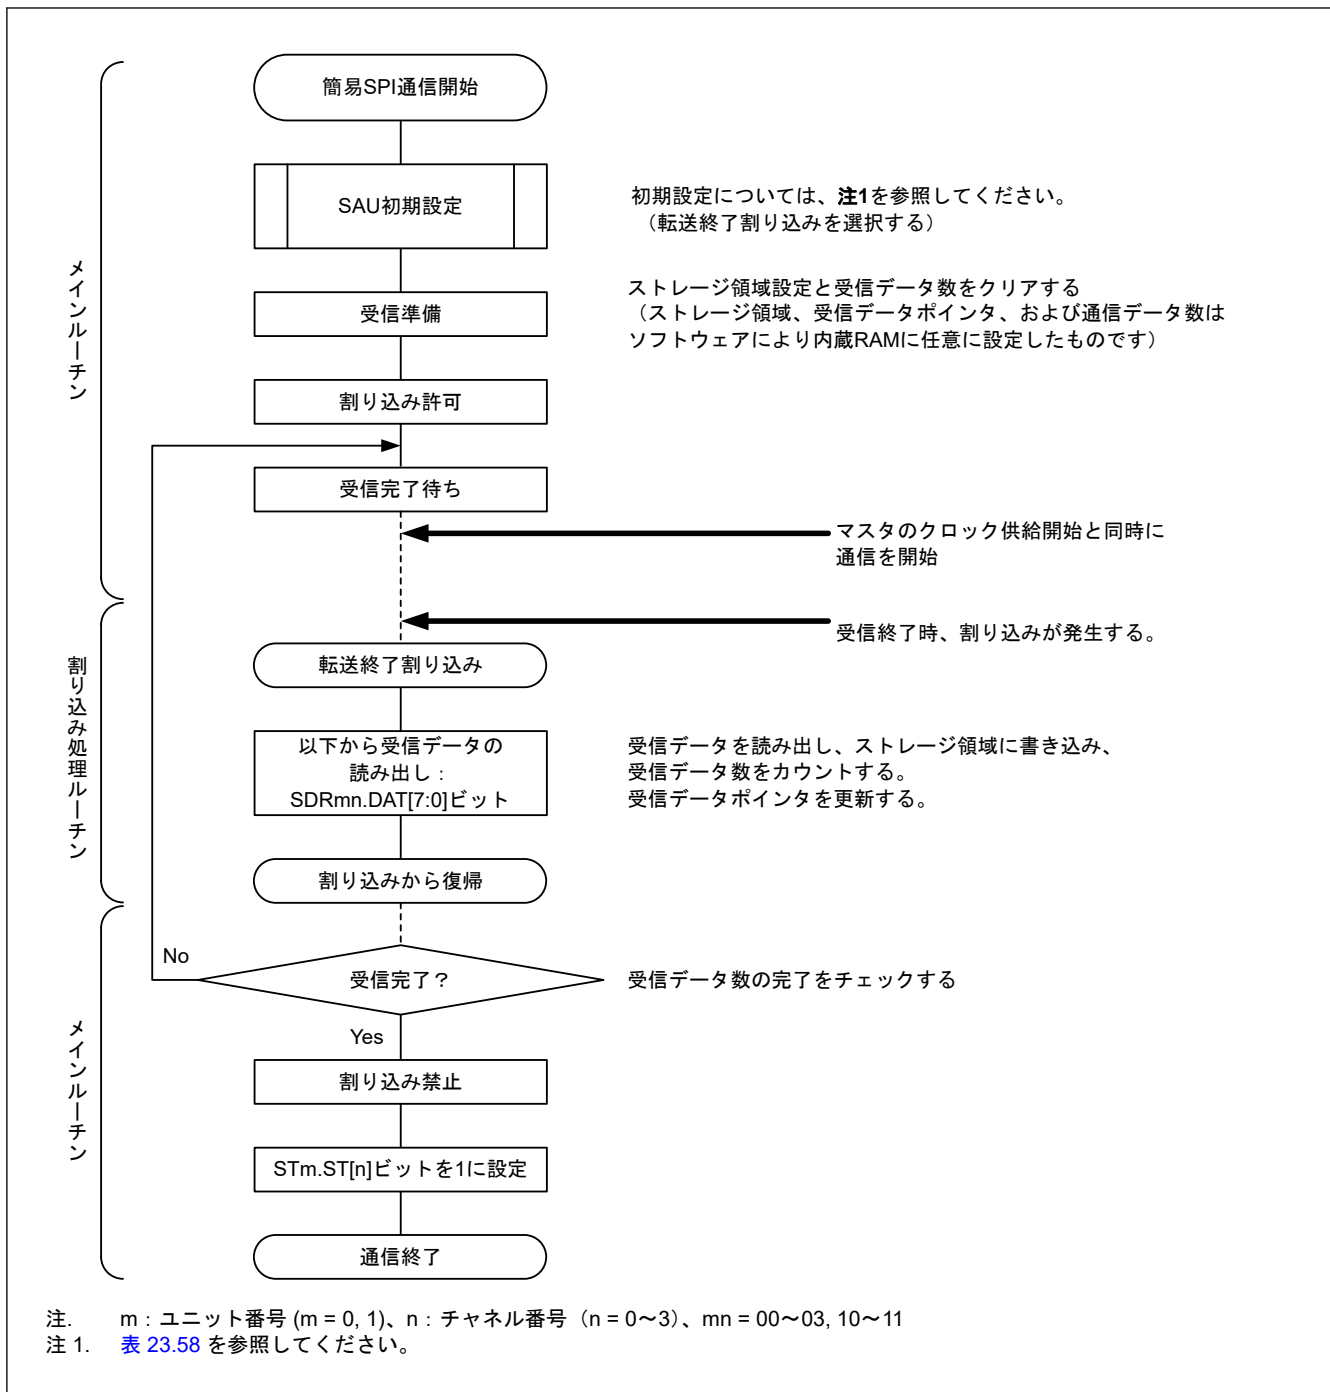 簡易SPI通信開始
SAU初期設定
初期設定については、注1を参照してください。
（転送終了割り込みを選択する）
メインルーチン
受信準備
ストレージ領域設定と受信データ数をクリアする
（ストレージ領域、受信データポインタ、および通信データ数は
ソフトウェアにより内蔵RAMに任意に設定したものです）
割り込み許可
受信完了待ち
マスタのクロック供給開始と同時に
通信を開始
受信終了時、割り込みが発生する。
割り込み処理ルーチン
転送終了割り込み
以下から受信データの
読み出し：
SDRmn.DAT[7:0]ビット
受信データを読み出し、ストレージ領域に書き込み、
受信データ数をカウントする。
受信データポインタを更新する。
割り込みから復帰
No
受信完了？
受信データ数の完了をチェックする
Yes
メインルーチン
割り込み禁止
STm.ST[n]ビットを1に設定
通信終了
注. m：ユニット番号 (m = 0, 1)、n：チャネル番号（n = 0～3）、mn = 00～03, 10～11
注 1. 表 23.58 を参照してください。